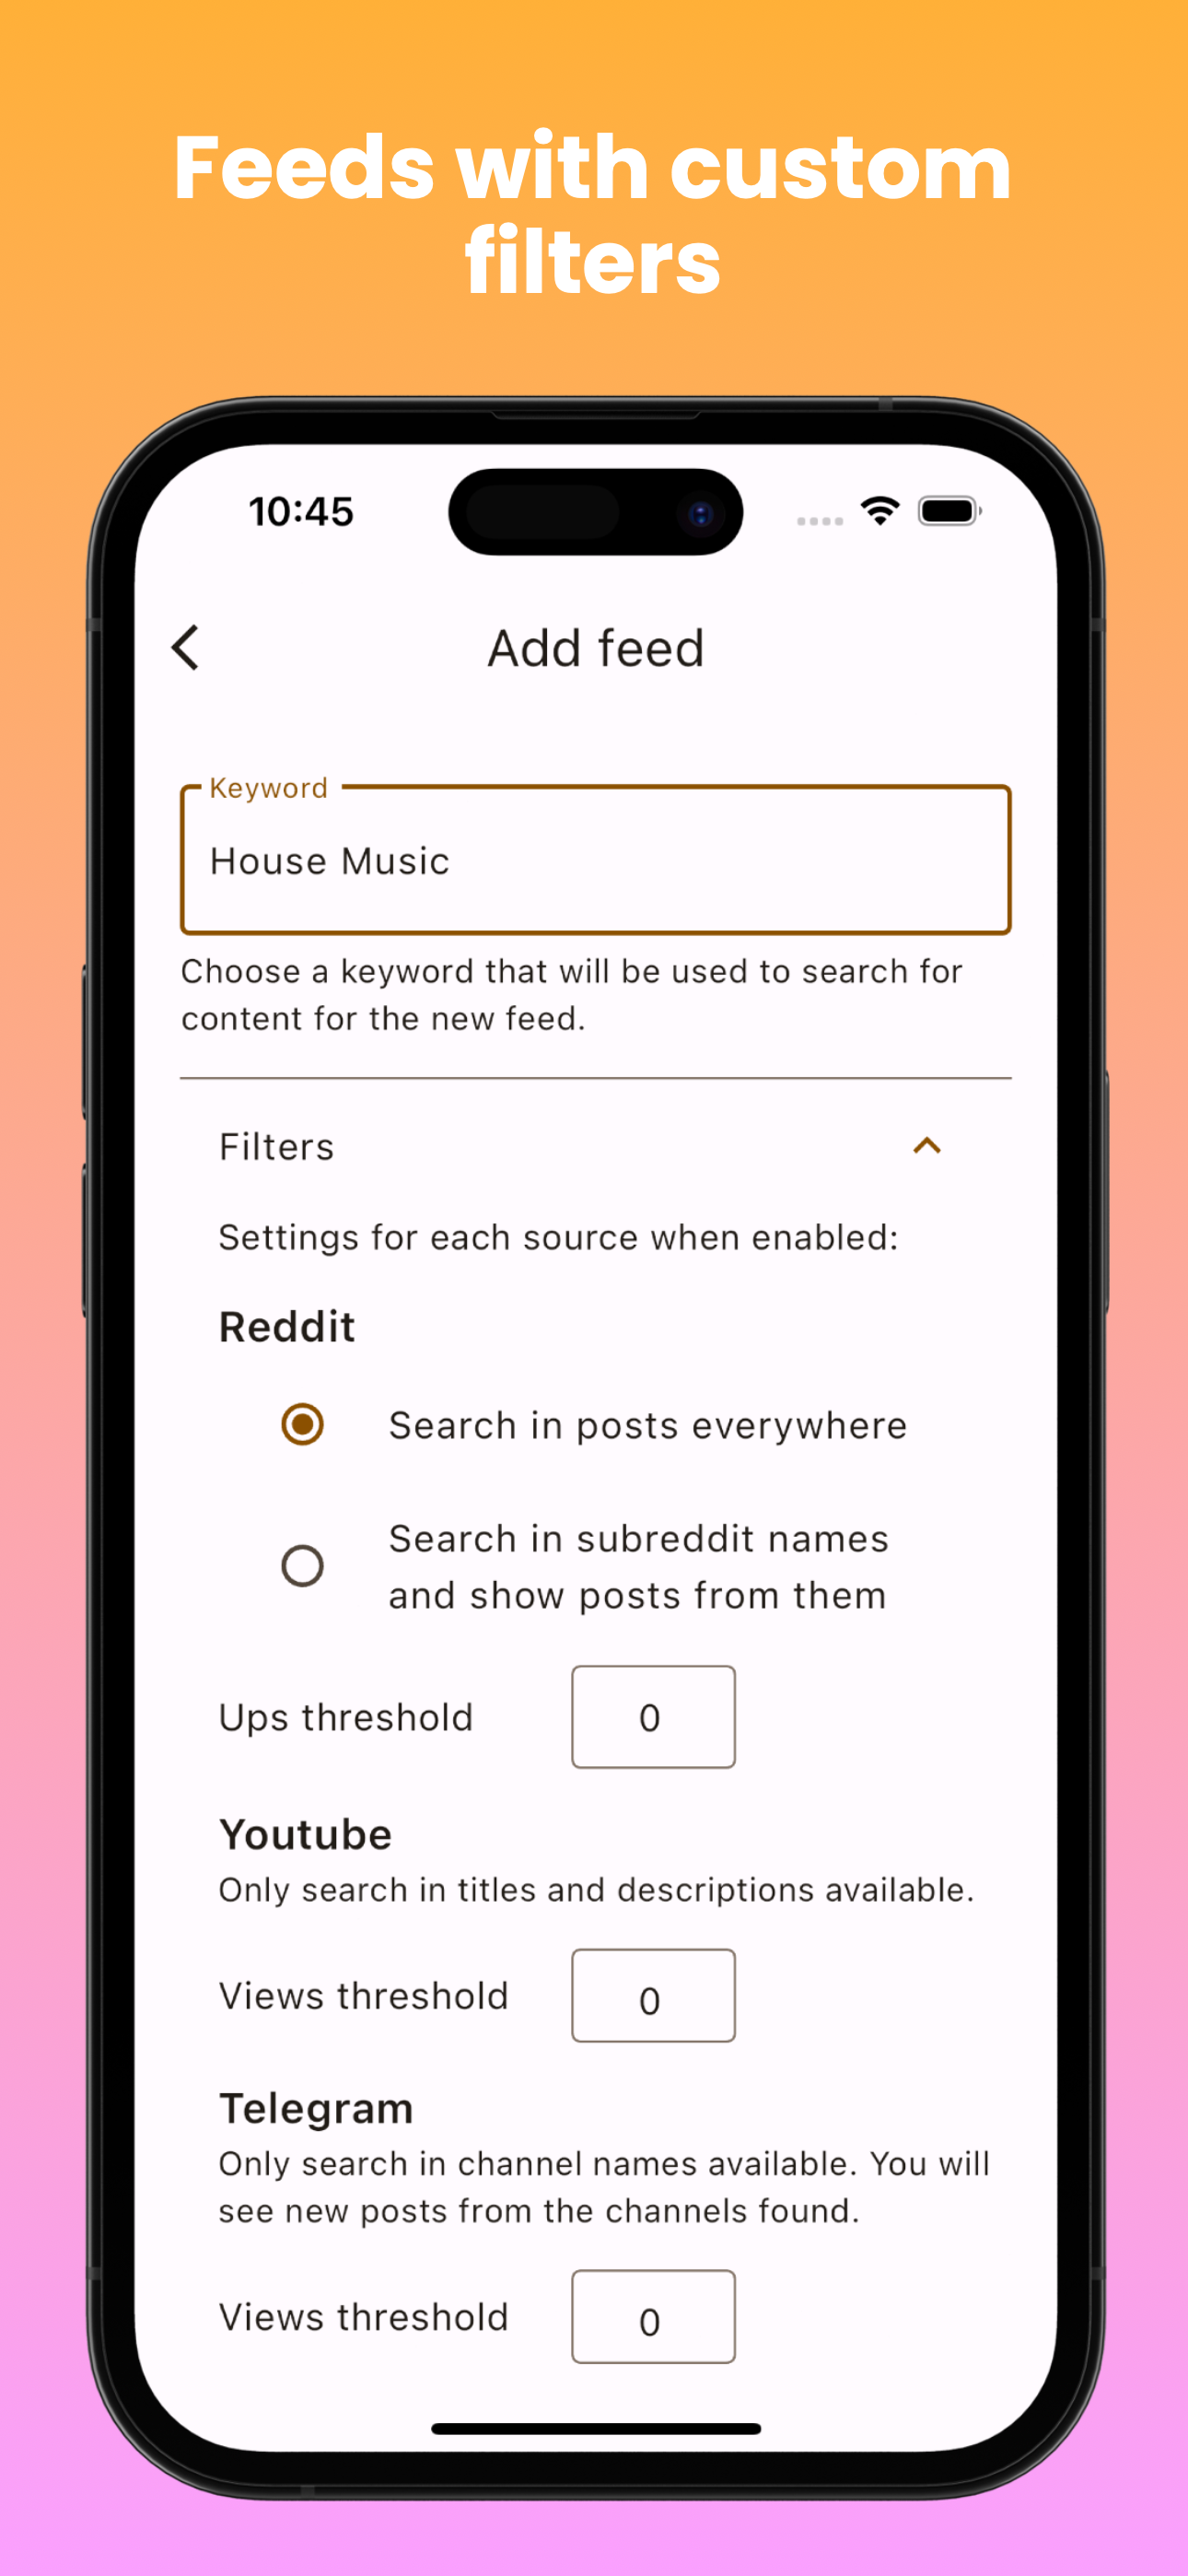 Feeds with custom
filters
10:45
Add feed
Keyword
House Music
Choose a keyword that will be used to search for
content for the new feed.
Filters
Settings for each source when enabled:
Reddit
Search in posts everywhere
Search in subreddit names
and show posts from them
Ups threshold
0
Youtube
Only search in titles and descriptions available.
Views threshold
0
Telegram
Only search in channel names available. You will
see new posts from the channels found.
Views threshold
0